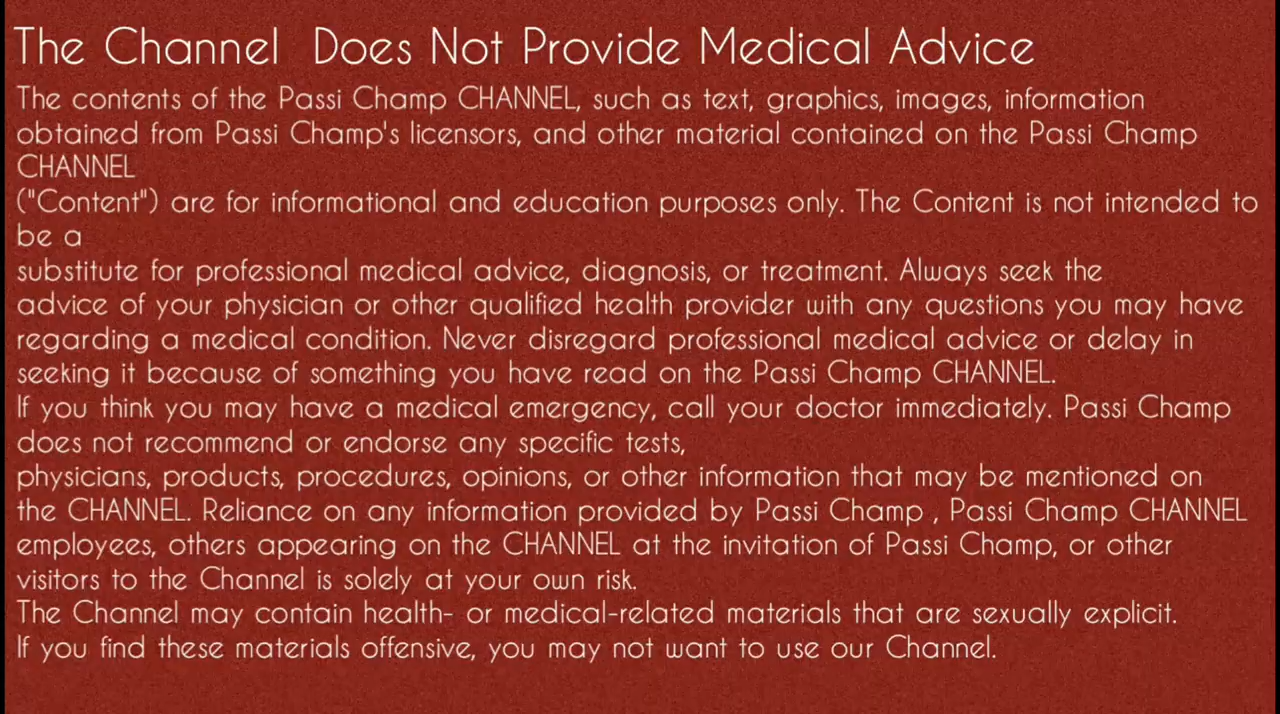 The Channel  Does Not Provide Medical Advice
The contents of the Passi Champ CHANNEL, such as text, graphics, images, information
obtained from Passi Champ's licensors, and other material contained on the Passi Champ
CHANNEL
("Content") are for informational and education purposes only. The Content is not intended to
be a
substitute for professional medical advice, diagnosis, or treatment. Always seek the
advice of your physician or other qualified health provider with any questions you may have
regarding a medical condition. Never disregard professional medical advice or delay in
seeking it because of something you have read on the Passi Champ CHANNEL.
If you think you may have a medical emergency, call your doctor immediately. Passi Champ
does not recommend or endorse any specific tests,
physicians, products, procedures, opinions, or other information that may be mentioned on
the CHANNEL. Reliance on any information provided by Passi Champ , Passi Champ CHANNEL
employees, others appearing on the CHANNEL at the invitation of Passi Champ, or other
visitors to the Channel is solely at your own risk.
The Channel may contain health- or medical-related materials that are sexually explicit.
If you find these materials offensive, you may not want to use our Channel.